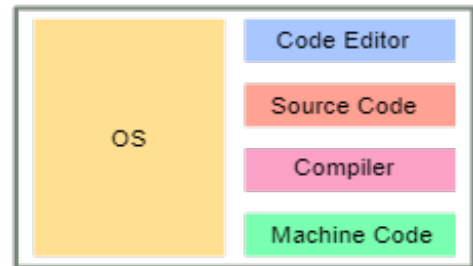 OS
Code Editor
Source Code
Compiler
Machine Code